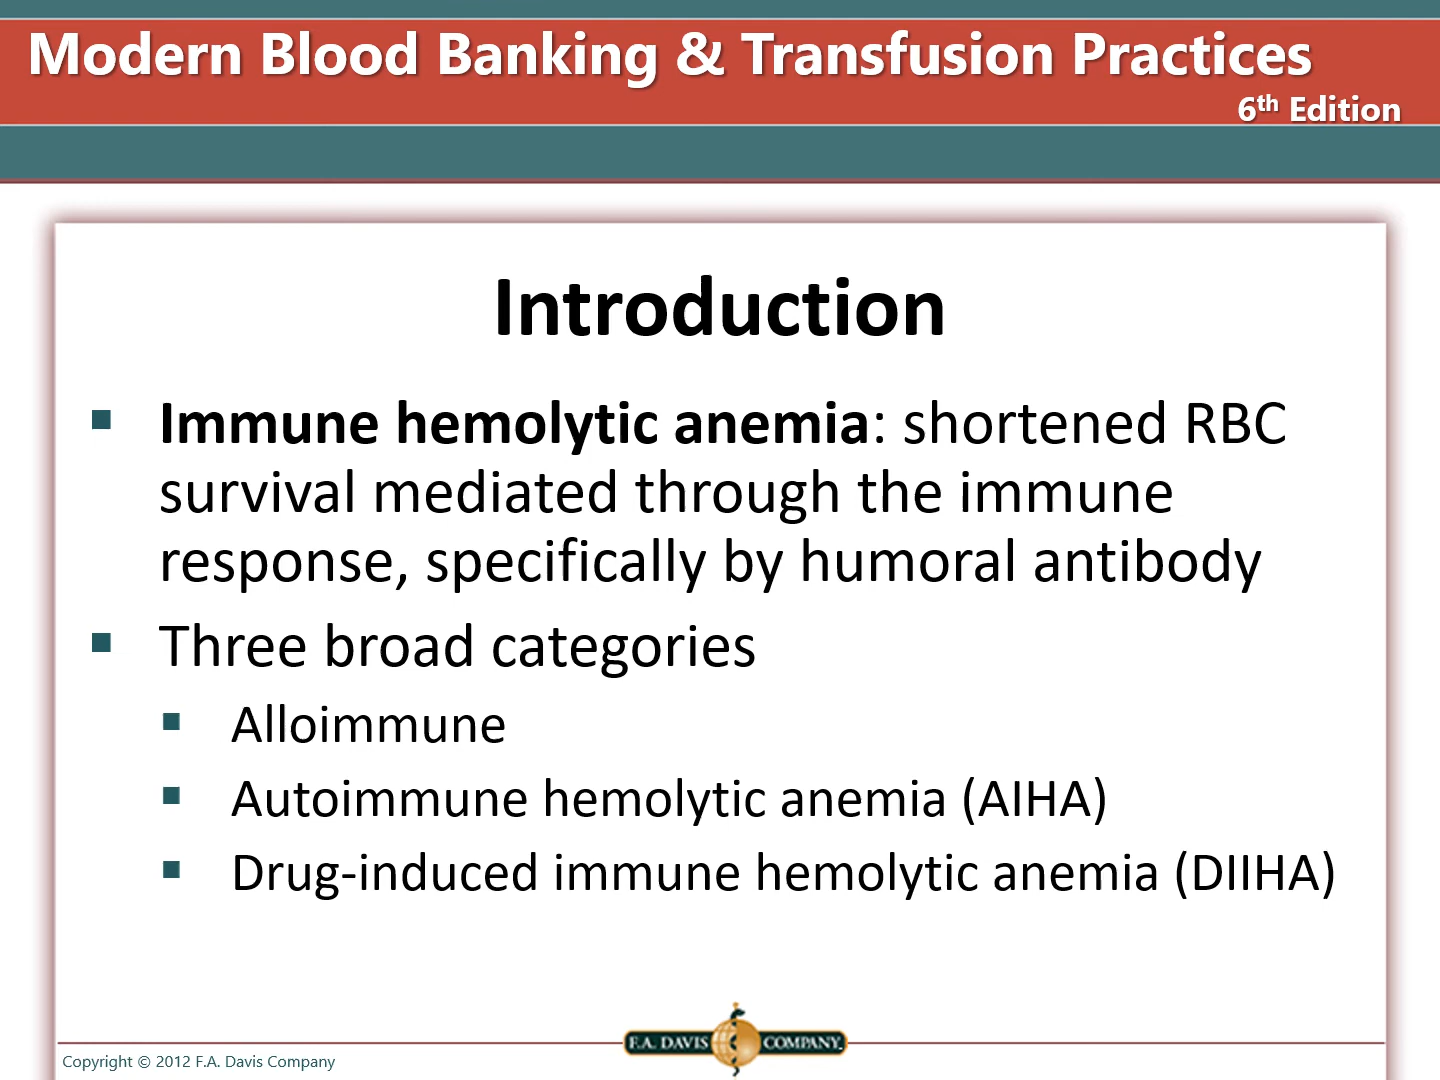 Modern Blood Banking & Transfusion Practices
6th Edition
Introduction
Immune hemolytic anemia: shortened RBC
survival mediated through the immune
response, specifically by humoral antibody
Three broad categories
Alloimmune
Autoimmune hemolytic anemia (AIHA)
Drug-induced immune hemolytic anemia (DIIHA)
F.A. DAVIS COMPANY
Copyright © 2012 F.A. Davis Company